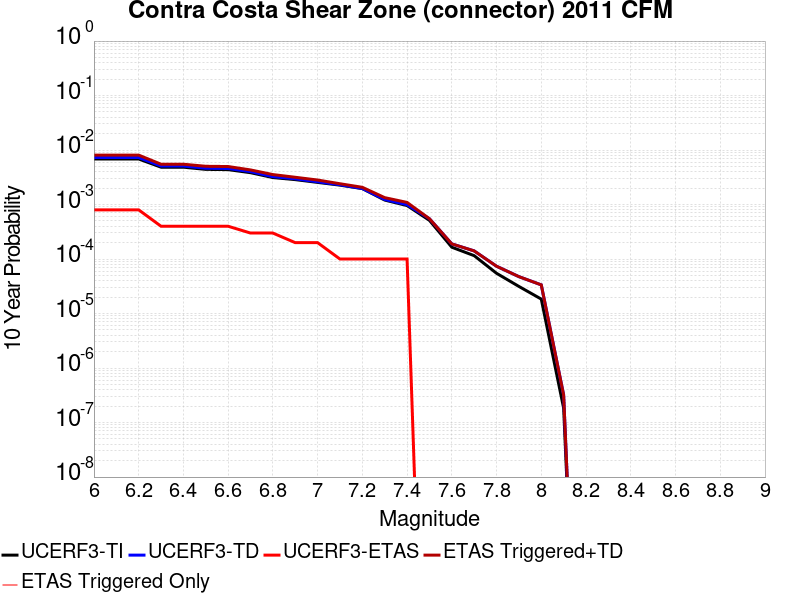 Contra Costa Shear Zone (connector) 2011 CFM
10 Year Probability
10^0
10^-1
10^-2
10^-3
10^-4
10^-5
10^-6
10^-7
10^-8
6 6.2 6.4 6.6 6.8 7 7.2 7.4 7.6 7.8 8 8.2 8.4 8.6 8.8 9
Magnitude
UCERF3-TI UCERF3-TD UCERF3-ETAS ETAS Triggered+TD
ETAS Triggered Only